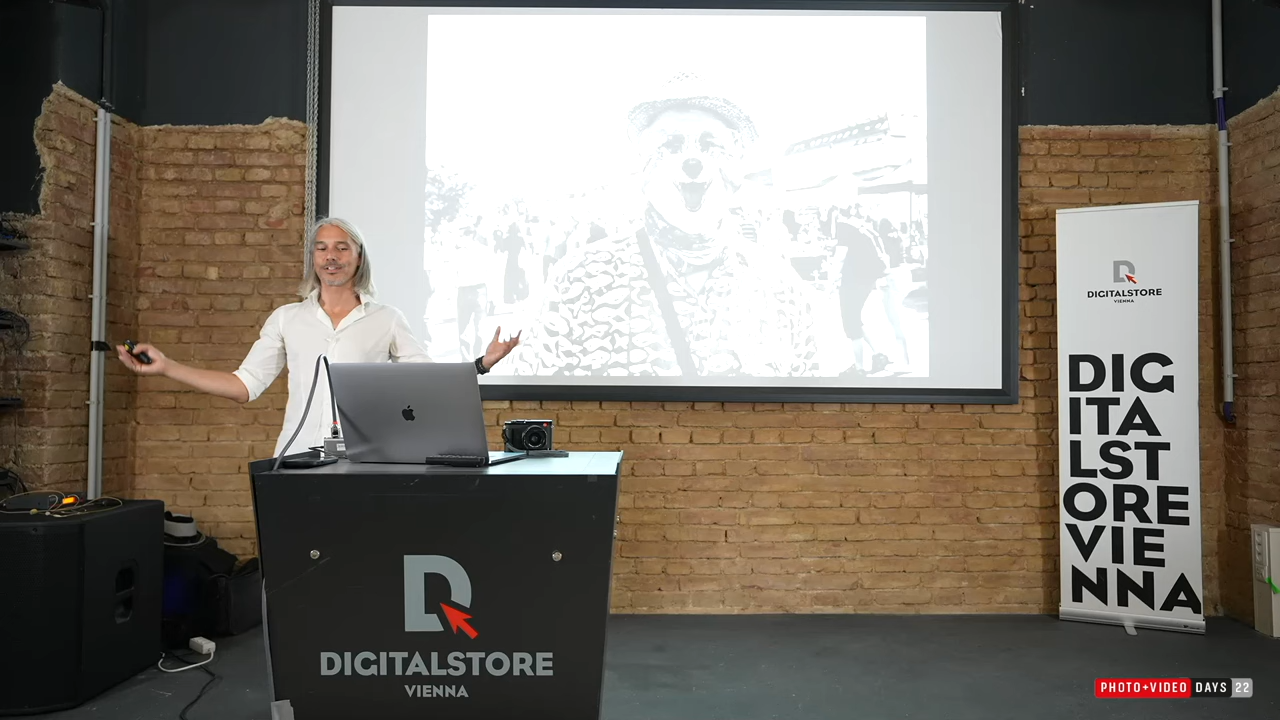 DIGITALSTORE
VIENNA
DIG
ITA
LST
ORE
VIE
NNA
DIGITALSTORE
VIENNA
PHOTO+VIDEO DAYS 22